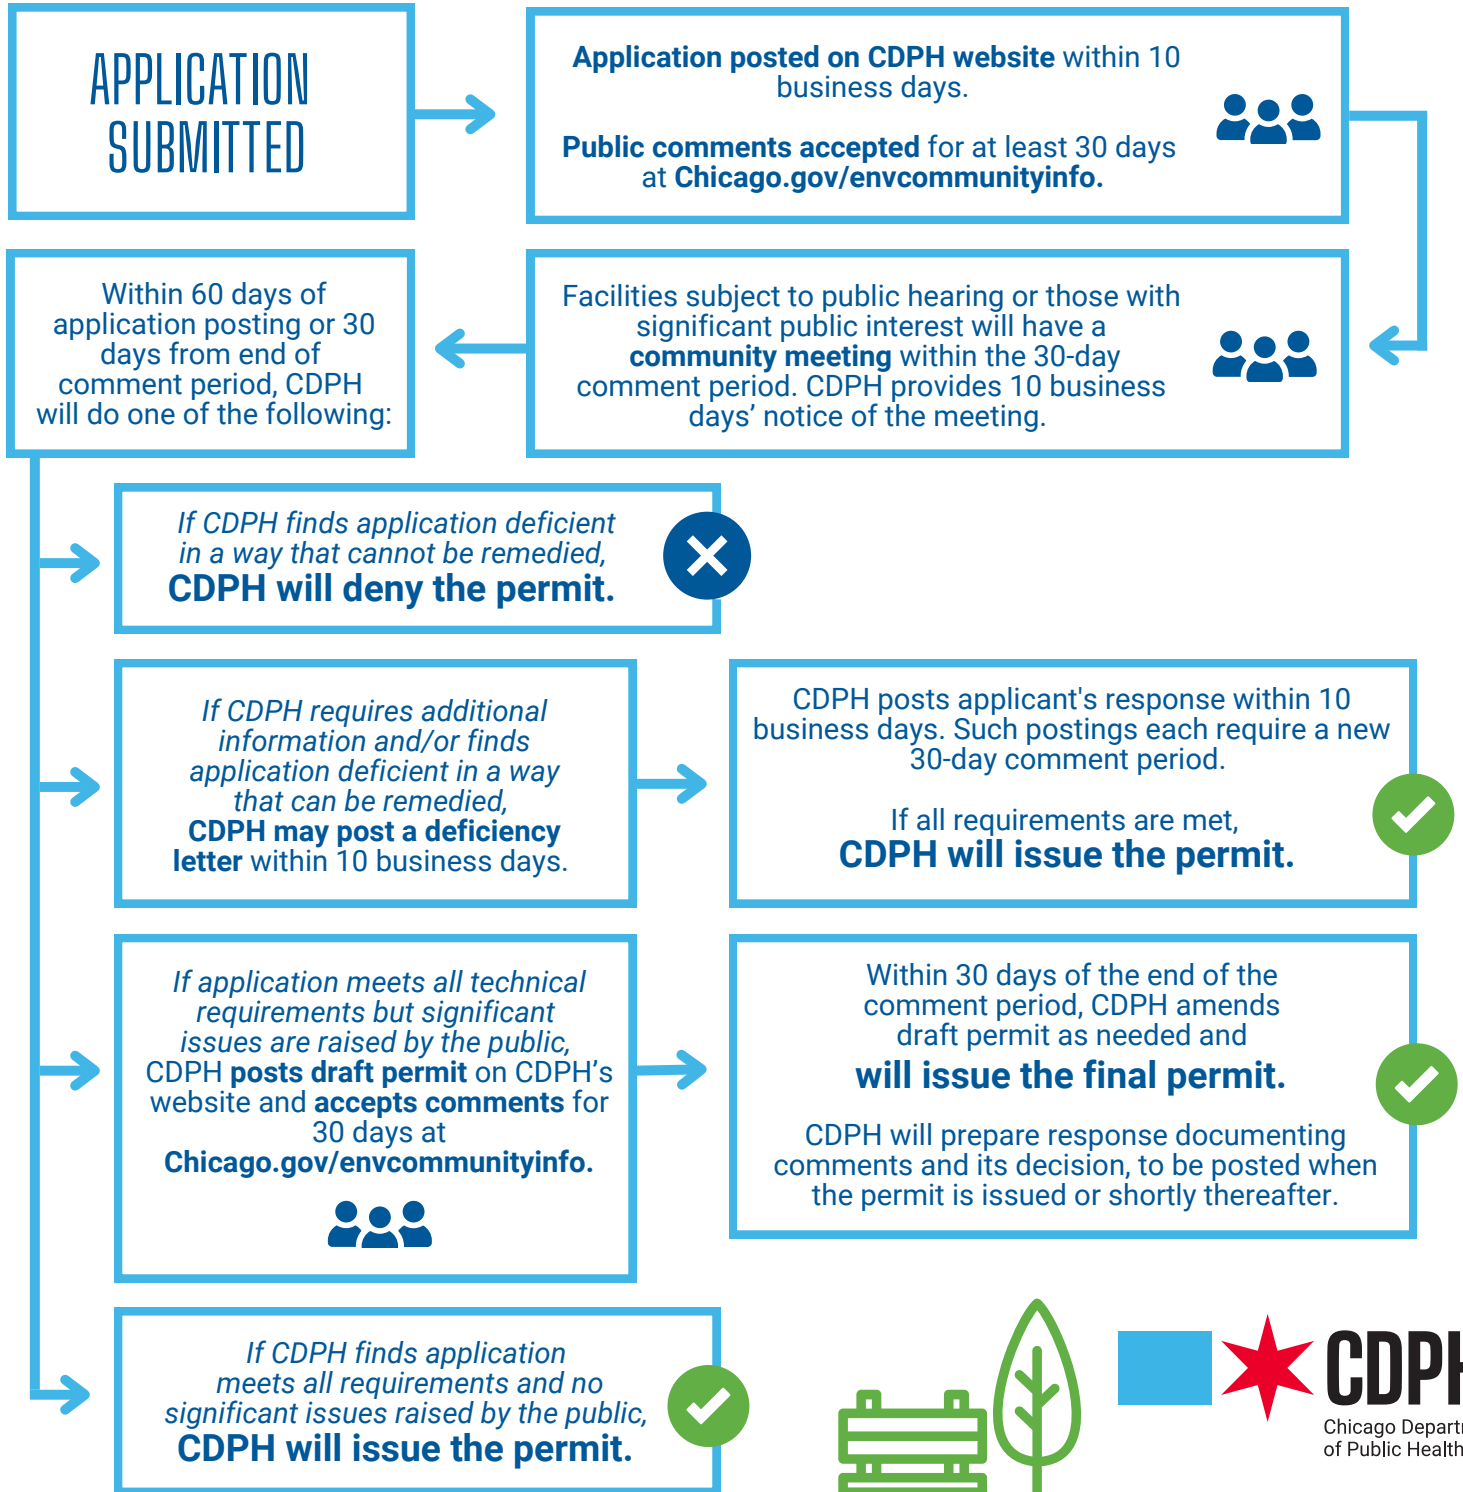 APPLICATION
SUBMITTED
Application posted on CDPH website within 10
business days.
Public comments accepted for at least 30 days
at Chicago.gov/envcommunityinfo.
Facilities subject to public hearing or those with
significant public interest will have a
community meeting within the 30-day
comment period. CDPH provides 10 business
days’ notice of the meeting.
Within 60 days of
application posting or 30
days from end of
comment period, CDPH
will do one of the following:
If CDPH finds application deficient
in a way that cannot be remedied,
CDPH will deny the permit.
If CDPH requires additional
information and/or finds
application deficient in a way
that can be remedied,
CDPH may post a deficiency
letter within 10 business days.
CDPH posts applicant's response within 10
business days. Such postings each require a new
30-day comment period.
If all requirements are met,
CDPH will issue the permit.
If application meets all technical
requirements but significant
issues are raised by the public,
CDPH posts draft permit on CDPH’s
website and accepts comments for
30 days at
Chicago.gov/envcommunityinfo.
Within 30 days of the end of the
comment period, CDPH amends
draft permit as needed and
will issue the final permit.
CDPH will prepare response documenting
comments and its decision, to be posted when
the permit is issued or shortly thereafter.
If CDPH finds application
meets all requirements and no
significant issues raised by the public,
CDPH will issue the permit.
CDPH
Chicago Departr
of Public Health